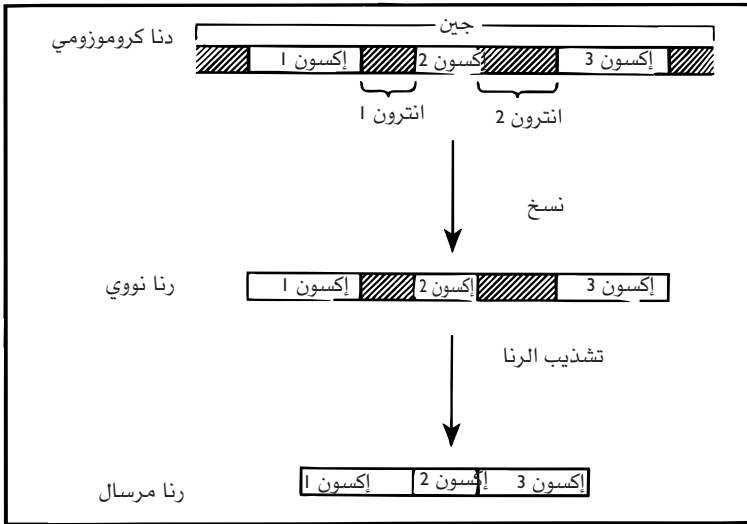 جين
دنا كروموزومي
إكسون 1 إكسون 2 إكسون 3
انترون 1 انترون 2
نسخ
رنا نووي
إكسون 1 إكسون 2 إكسون 3
تشذيب الرنا
رنا مرسال
إكسون 1 إكسون 2 إكسون 3